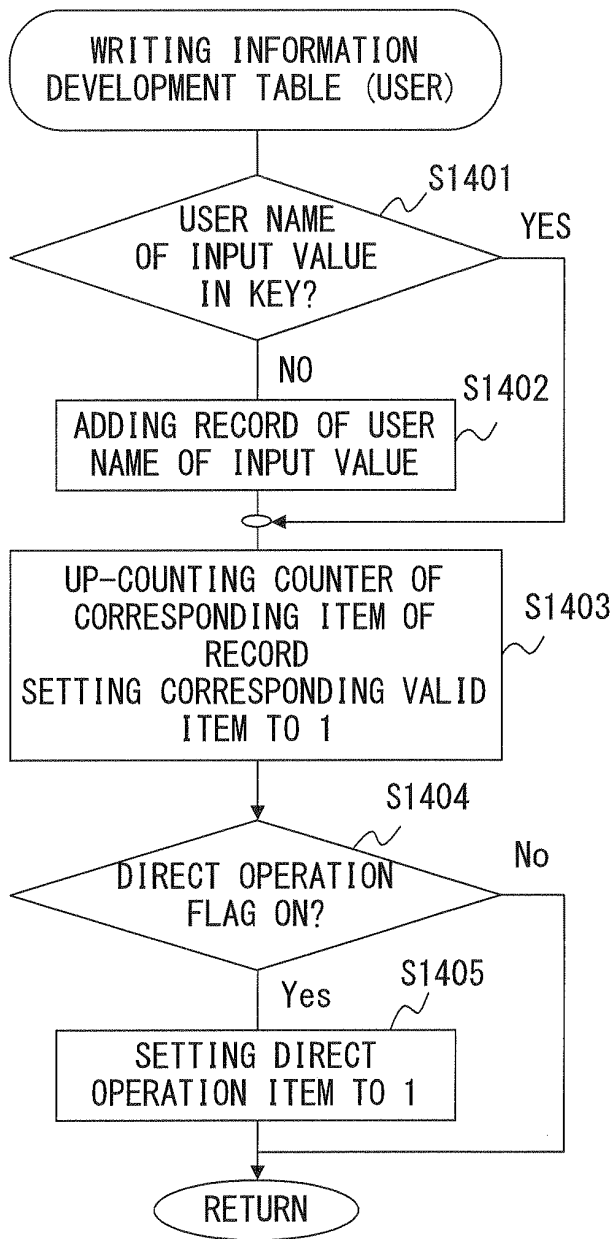 WRITING INFORMATION
DEVELOPMENT TABLE (USER)
S1401
USER NAME
OF INPUT VALUE
IN KEY?
YES
NO
S1402
ADDING RECORD OF USER
NAME OF INPUT VALUE
UP-COUNTING COUNTER OF
CORRESPONDING ITEM OF
RECORD
SETTING CORRESPONDING VALID
ITEM TO 1
S1403
S1404
DIRECT OPERATION
FLAG ON?
No
Yes
S1405
SETTING DIRECT
OPERATION ITEM TO 1
RETURN